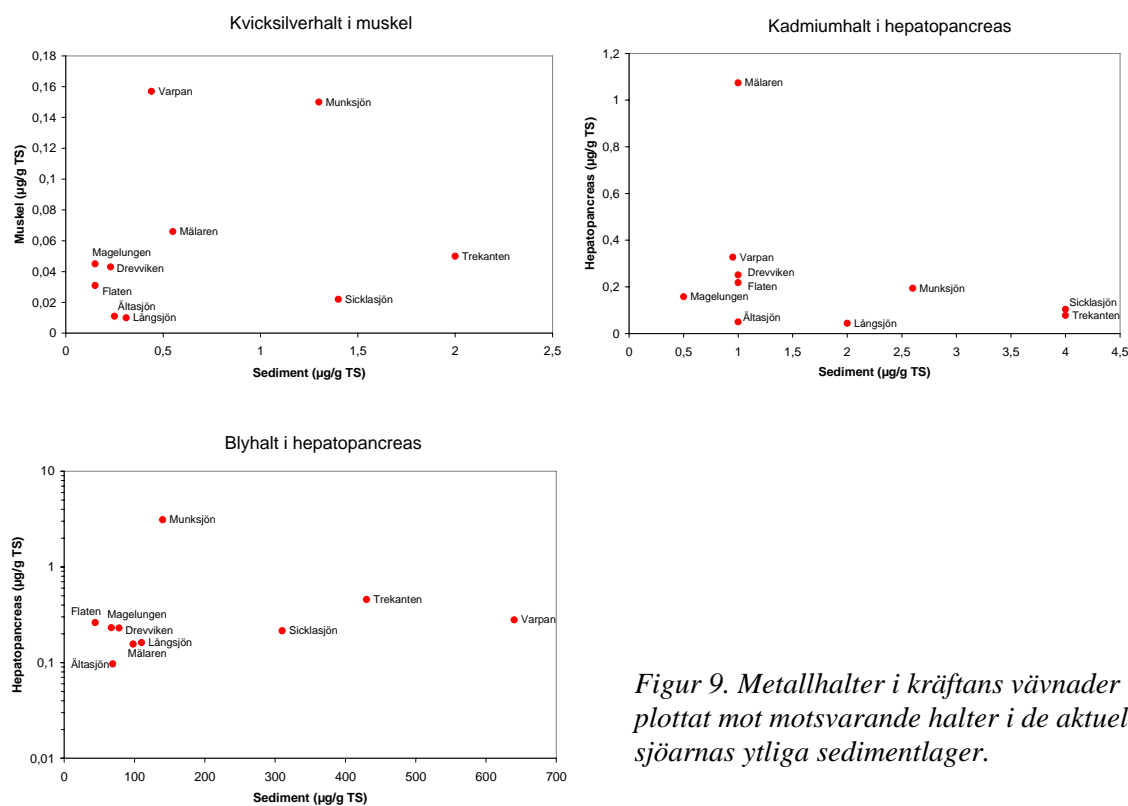 Kvicksilverhalt i muskel
0,18
0,16
0,14
0,12
0,1
0,08
0,06
0,04
0,02
0
Muskel (µg/g TS)
Varpan
Munksjön
Mälaren
Magelungen
Drevviken
Trekanten
Flaten
Ältasjön
Långsjön
Sicklasjön
0 0,5 1 1,5 2 2,5
Sediment (µg/g TS)
Kadmiumhalt i hepatopancreas
1,2
1
0,8
0,6
0,4
0,2
0
Hepatopancreas (µg/g TS)
Mälaren
Varpan
Drevviken
Flaten
Magelungen
Munksjön
Ältasjön
Långsjön
Sicklasjön
Trekanten
0 0,5 1 1,5 2 2,5 3 3,5 4 4,5
Sediment (µg/g TS)
Blyhalt i hepatopancreas
10
1
0,1
0,01
Hepatopancreas (µg/g TS)
Munksjön
Flaten
Magelungen
Drevviken
Långsjön
Mälaren
Ältasjön
Sicklasjön
Trekanten
Varpan
0 100 200 300 400 500 600 700
Sediment (µg/g TS)
Figur 9. Metallhalter i kräftans vävnader
plottat mot motsvarande halter i de aktuel
sjöarnas ytliga sedimentlager.